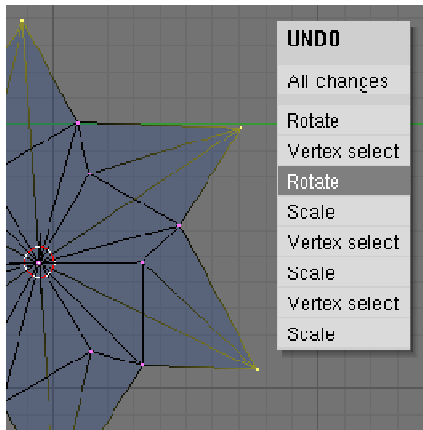 UNDO
All changes
Rotate
Vertex select
Rotate
Scale
Vertex select
Scale
Vertex select
Scale